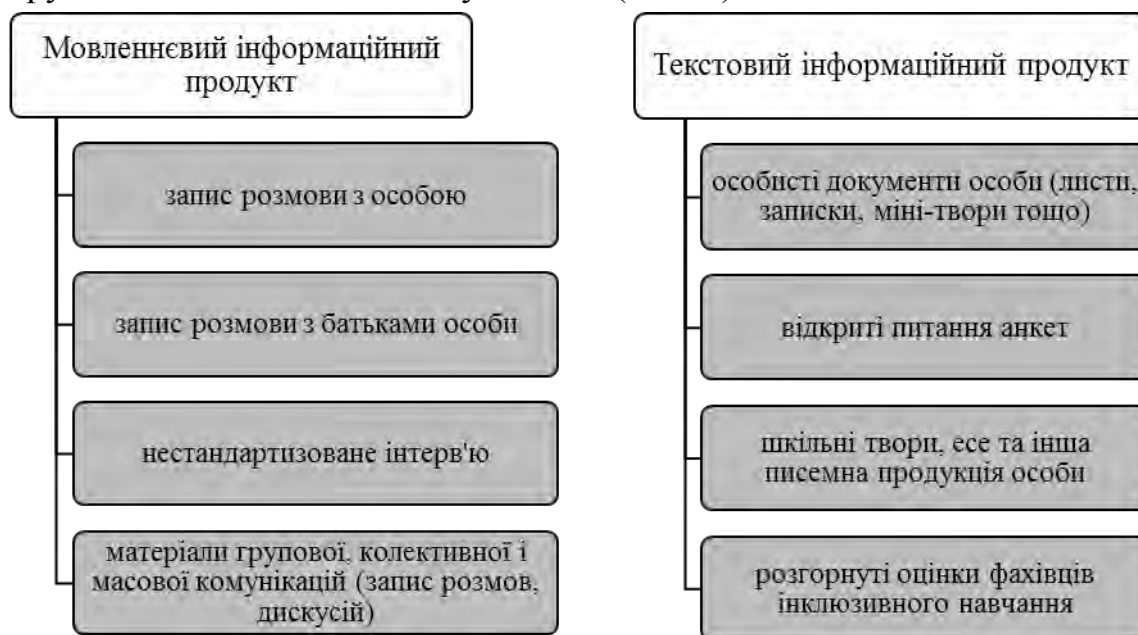 Мовленнєвий інформаційний
продукт
запис розмови з особою
запис розмови з батьками особи
нестандартизоване інтерв'ю
матеріали групової, колективної і
масової комунікацій (запис розмов,
дискусій)
Текстовий інформаційний продукт
особисті документи особи (листи,
записки, міні-твори тощо)
відкриті питання анкет
шкільні твори, есе та інша
писемна продукція особи
розгорнуті оцінки фахівців
інклюзивного навчання